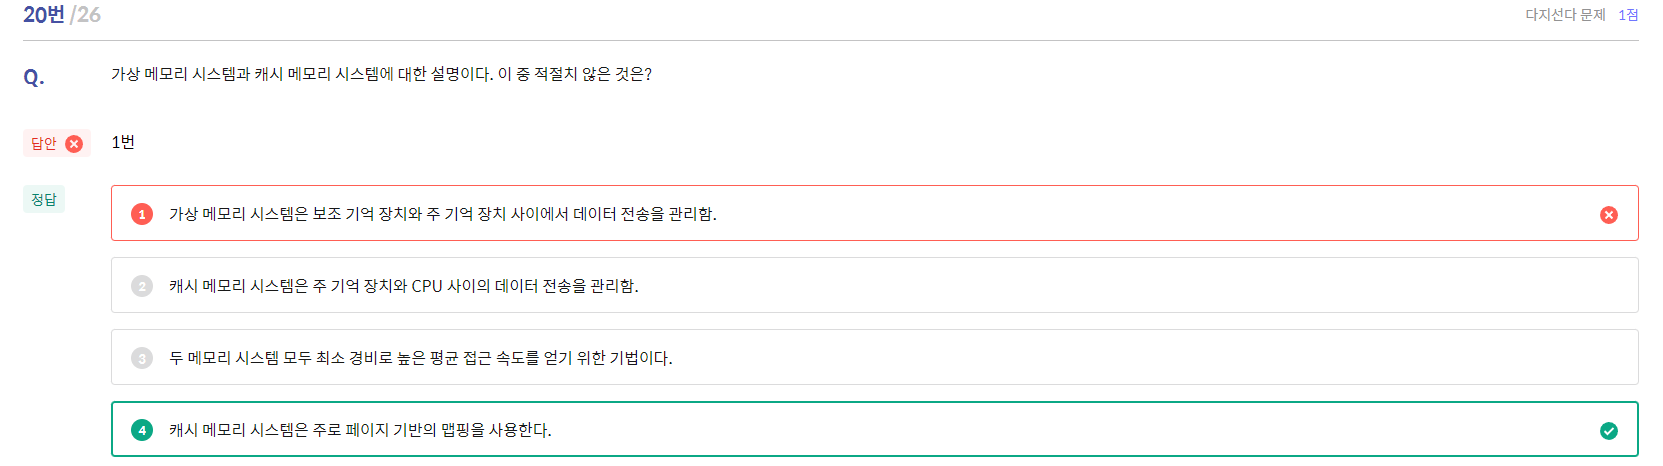 20번 /26
다지선다 문제 1점
Q. 가상 메모리 시스템과 캐시 메모리 시스템에 대한 설명이다. 이 중 적절치 않은 것은?
답안 1번
정답
1 가상 메모리 시스템은 보조 기억 장치와 주 기억 장치 사이에서 데이터 전송을 관리함.
2 캐시 메모리 시스템은 주 기억 장치와 CPU 사이의 데이터 전송을 관리함.
3 두 메모리 시스템 모두 최소 경비로 높은 평균 접근 속도를 얻기 위한 기법이다.
4 캐시 메모리 시스템은 주로 페이지 기반의 맵핑을 사용한다.